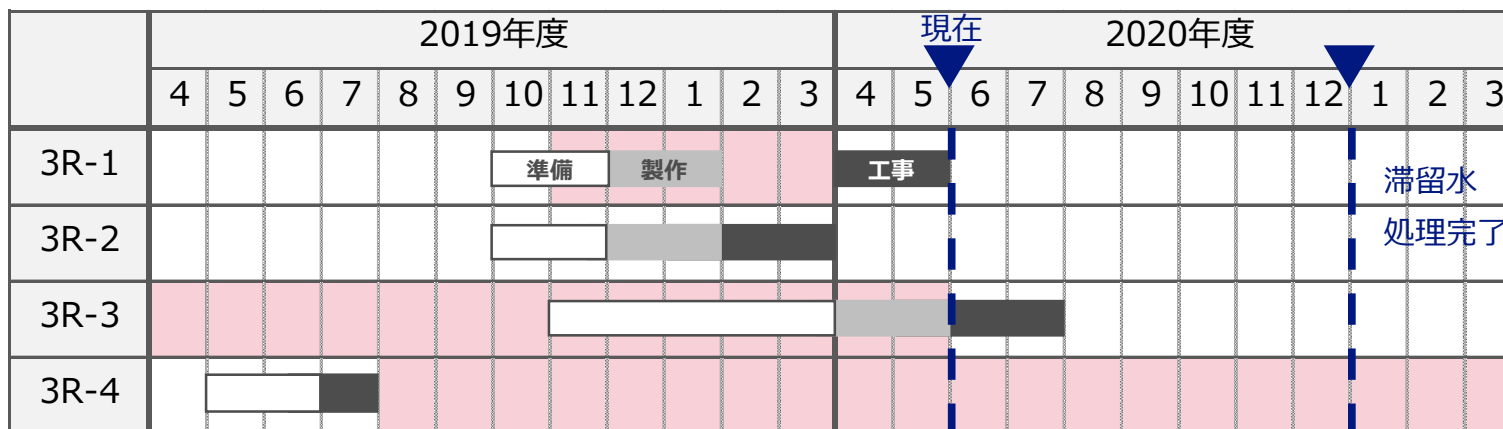 2019年度 現在 2020年度
4 5 6 7 8 9 10 11 12 1 2 3 4 5 6 7 8 9 10 11 12 1 2 3
3R-1 準備 製作 工事 滞留水
3R-2 処理完了
3R-3
3R-4